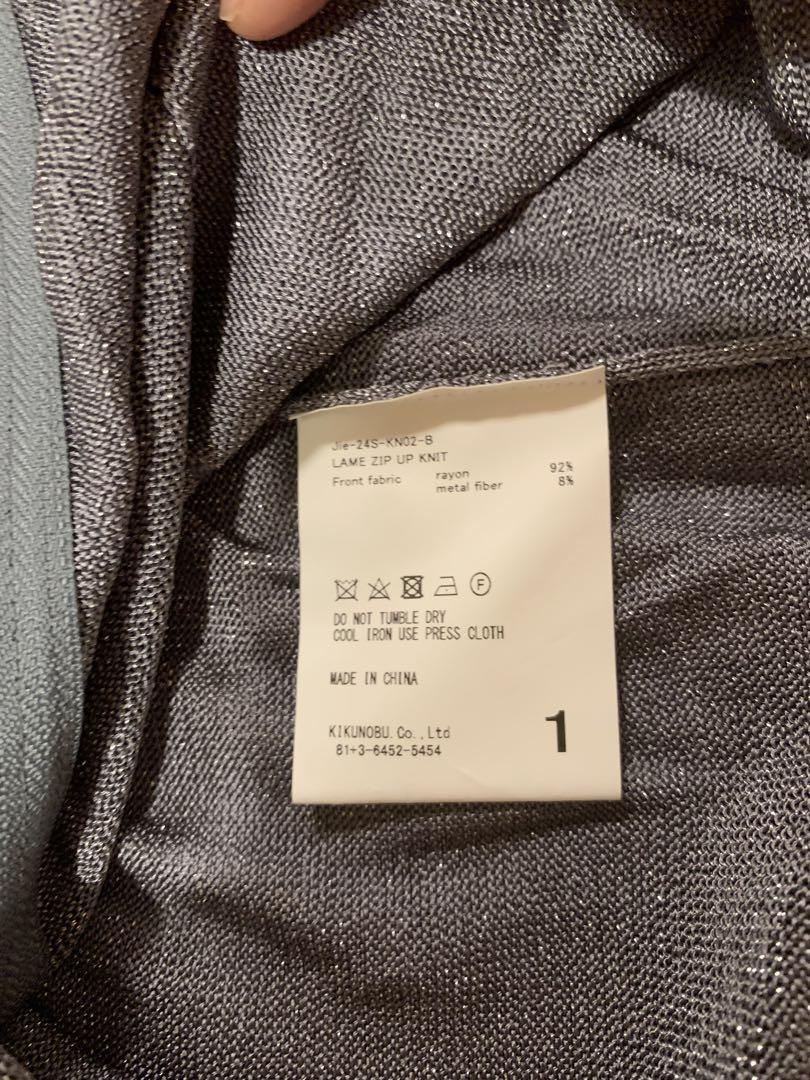 Jie-24S-KN02-B
LAME ZIP UP KNIT
Front fabric rayon 92%
metal fiber 8%
F
DO NOT TUMBLE DRY
COOL IRON USE PRESS CLOTH
MADE IN CHINA
KIKUNOBU.Co.,Ltd
81+3-6452-5454
1